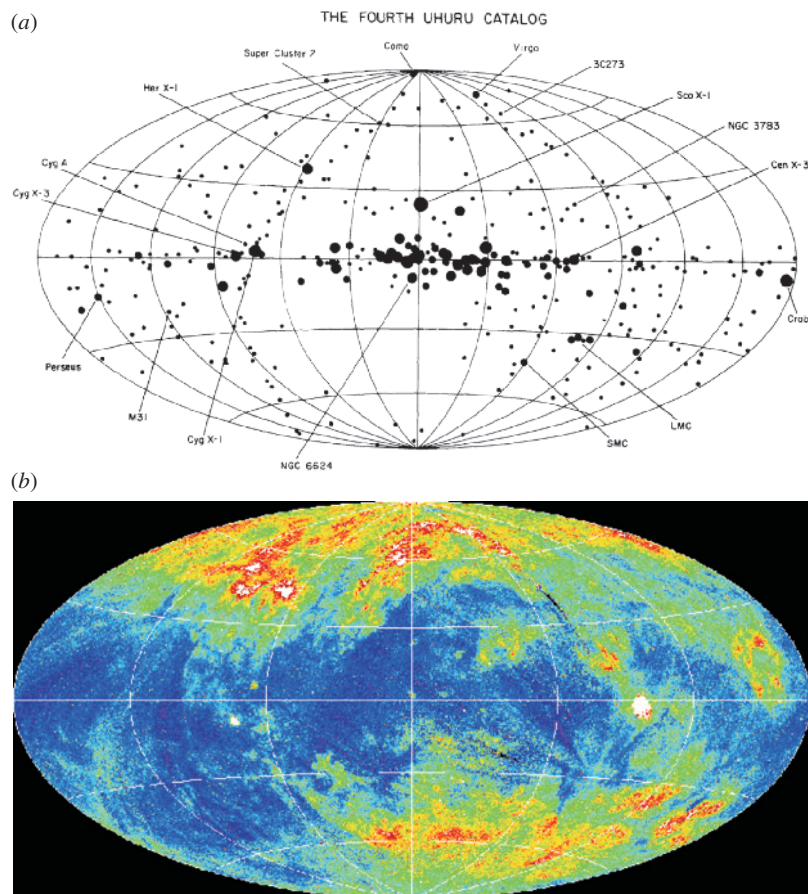 (a)
THE FOURTH UHURU CATALOG
Coma
Virgo
Super Cluster ?
3C273
Her X-1
Sco X-1
NGC 3783
Cyg A
Cen X-3
Cyg X-3
Crab
Perseus
M31
LMC
Cyg X-1
SMC
NGC 6624
(b)